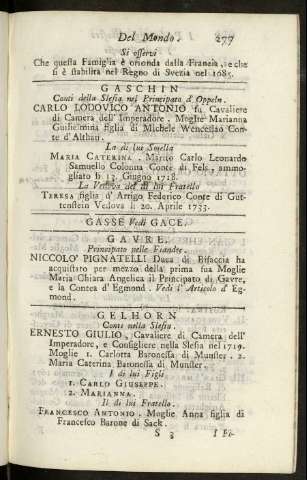 Del Mondo. 277
Si osservi
Che questa Famiglia è orionda dalla Francia, e che
si è stabilita nel Regno di Svezia nel 1685.
GASCHIN
Conti della Slesia nel Principato d'Oppeln.
CARLO LODOVICO ANTONIO fu Cavaliere
di Camera dell' Imperadore. Moglie Marianna
Guglielmina figlia di Michele Wenceslao Con-
te d'Althan.
La di lui Sorella
MARIA CATERINA. Marito Carlo Leonardo
Samuello Colonna Conte di Fels, ammo-
gliato li 13. Giugno 1718.
La Vedova del di lui Fratello
TERESA figlia d'Arrigo Federico Conte di Gut-
tenstein Vedova li 20. Aprile 1733.
GASSE Vedi GACE.
GAVRE.
Principato nelle Fiandre.
NICCOLO' PIGNATELLI Duca di Bisaccia ha
acquistato per mezzo della prima sua Moglie
Maria Chiara Angelica il Principato di Gavre,
e la Contea d'Egmond. Vedi l'Articolo d'Eg-
mond.
GELHORN
Conte nella Slesia.
ERNESTO GIULIO, Cavaliere di Camera dell'
Imperadore, e Consigliere nella Slesia nel 1719.
Moglie 1. Carlotta Baronessa di Munster. 2.
Maria Caterina Baronessa di Munster.
I di lui Figli.
1. CARLO GIUSEPPE.
2. MARIANNA.
Il di lui Fratello.
FRANCESCO ANTONIO. Moglie Anna figlia di
Francesco Barone di Sack.
S 3 I Fi-